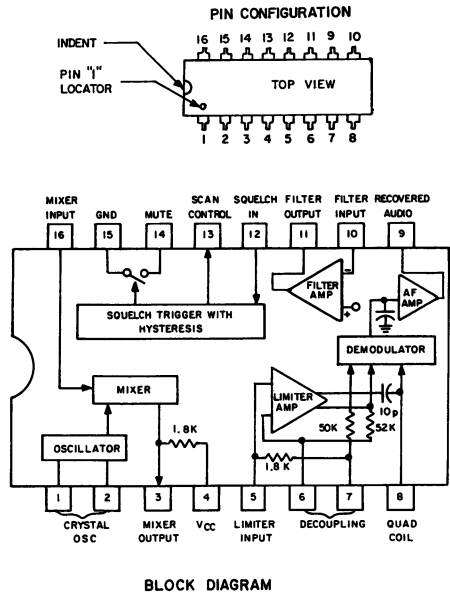 PIN CONFIGURATION
16 15 14 13 12 11 9 10
INDENT
PIN "1"
LOCATOR
TOP VIEW
1 2 3 4 5 6 7 8
MIXER
INPUT
GND
MUTE
SCAN
CONTROL
SQUELCH
IN
FILTER
OUTPUT
FILTER
INPUT
RECOVERED
AUDIO
16 15 14 13 12 11 10 9
SQUELCH TRIGGER WITH
HYSTERESIS
FILTER
AMP
-
+
AF
AMP
DEMODULATOR
MIXER
LIMITER
AMP
10p
50K
52K
1.8K
1.8K
OSCILLATOR
1 2 3 4 5 6 7 8
CRYSTAL
OSC
MIXER
OUTPUT
VCC
LIMITER
INPUT
DECOUPLING
QUAD
COIL
BLOCK DIAGRAM